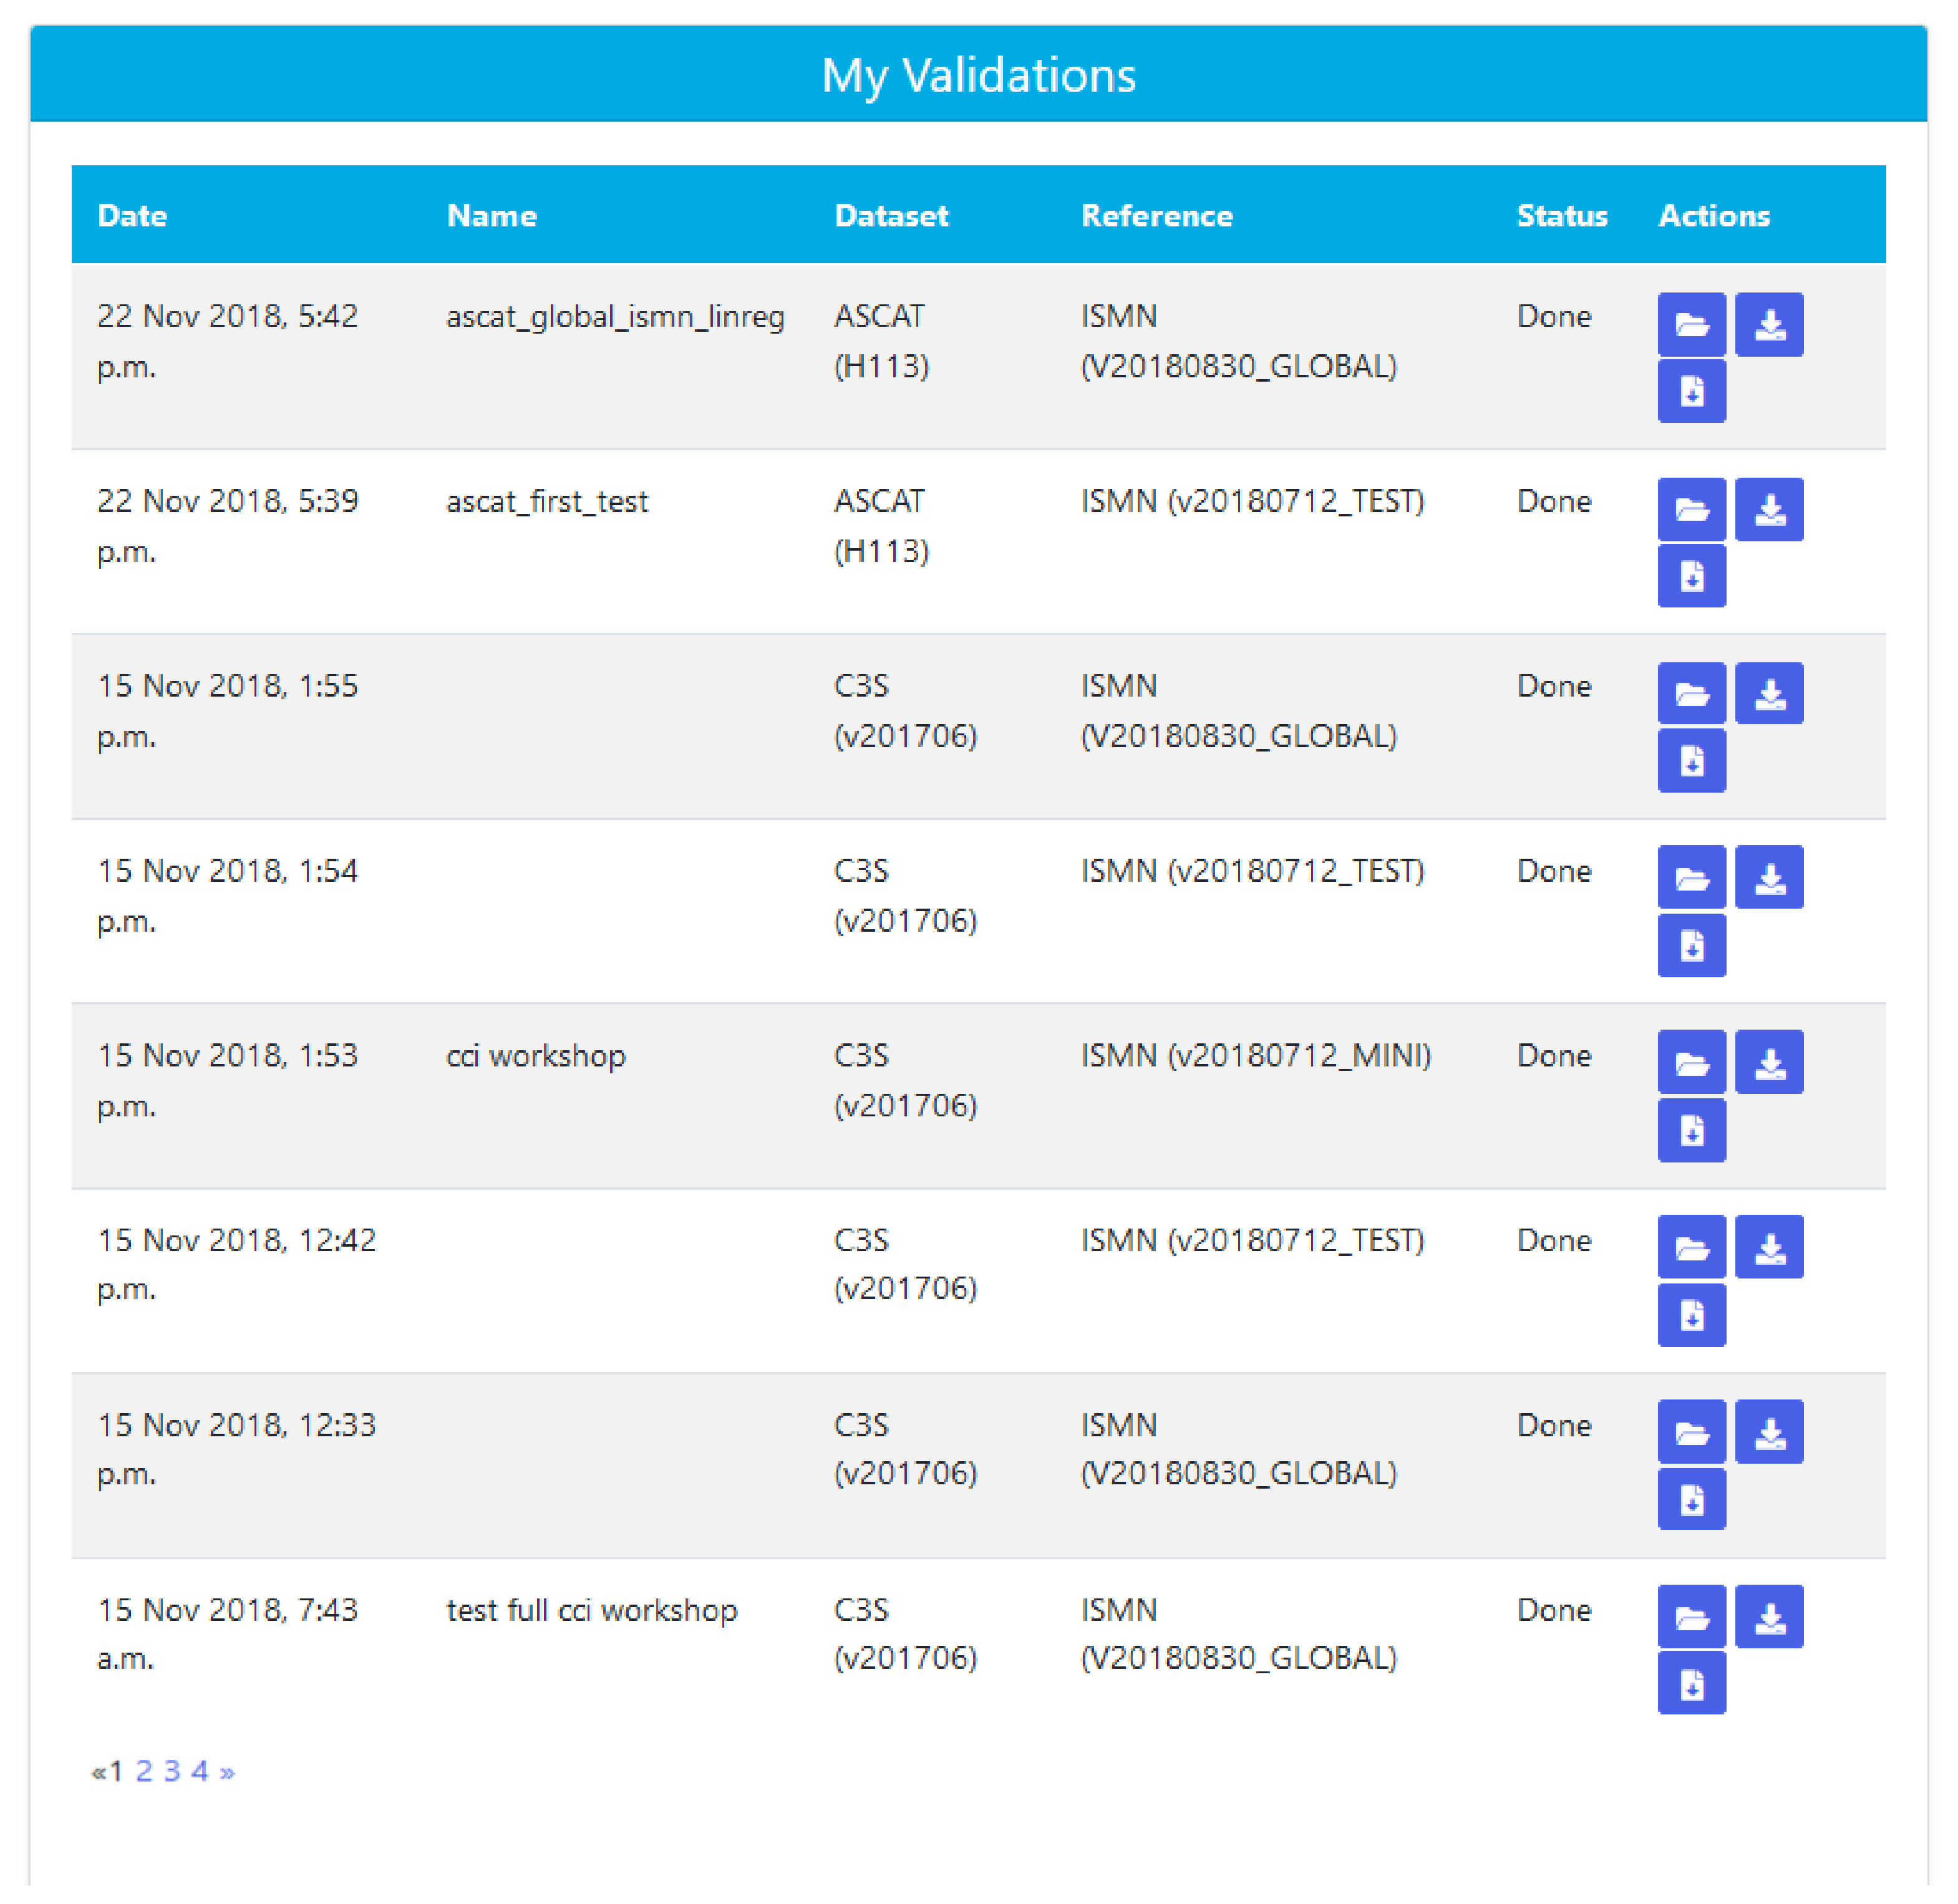 My Validations
Date Name Dataset Reference Status Actions
22 Nov 2018, 5:42 ascat_global_ismn_linreg ASCAT ISMN Done
p.m. (H113) (V20180830_GLOBAL)
22 Nov 2018, 5:39 ascat_first_test ASCAT ISMN (v20180712_TEST) Done
p.m. (H113)
15 Nov 2018, 1:55 C3S ISMN Done
p.m. (v201706) (V20180830_GLOBAL)
15 Nov 2018, 1:54 C3S ISMN (v20180712_TEST) Done
p.m. (v201706)
15 Nov 2018, 1:53 cci workshop C3S ISMN (v20180712_MINI) Done
p.m. (v201706)
15 Nov 2018, 12:42 C3S ISMN (v20180712_TEST) Done
p.m. (v201706)
15 Nov 2018, 12:33 C3S ISMN Done
p.m. (v201706) (V20180830_GLOBAL)
15 Nov 2018, 7:43 test full cci workshop C3S ISMN Done
a.m. (v201706) (V20180830_GLOBAL)
«1 2 3 4 »